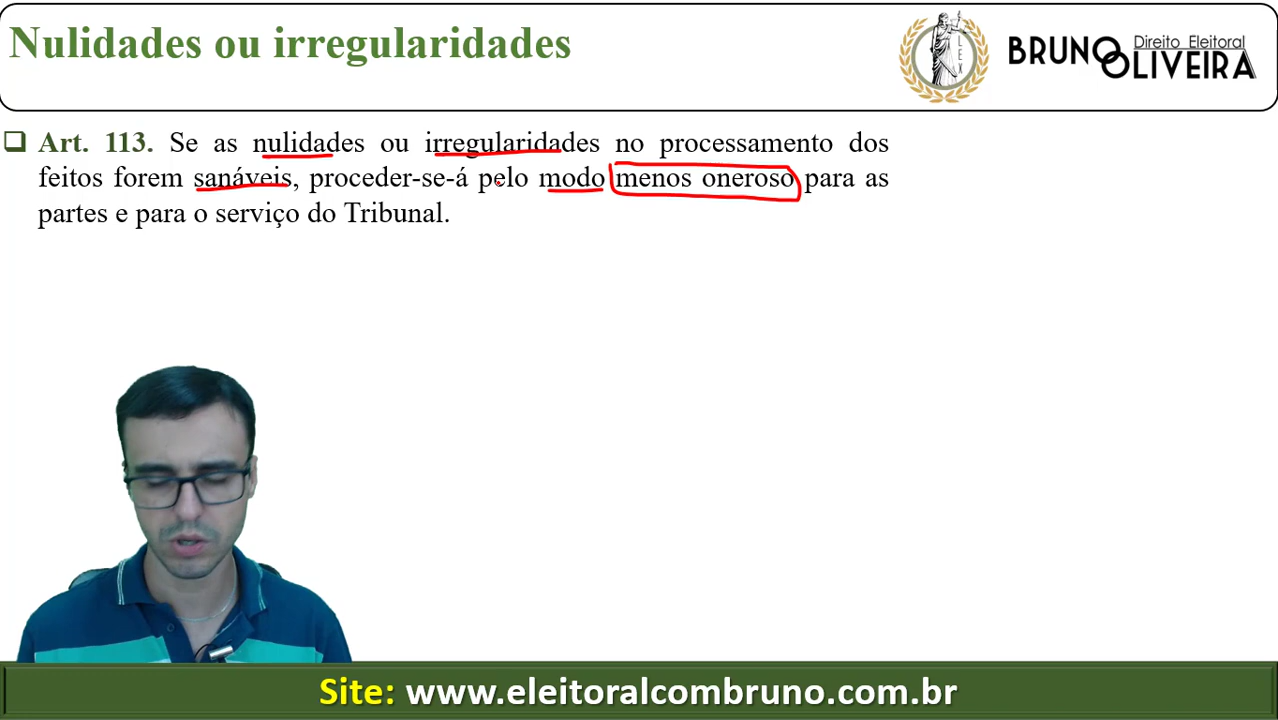 Nulidades ou irregularidades
LEX
BRUNO
Direito Eleitoral
OLIVEIRA
Art. 113. Se as nulidades ou irregularidades no processamento dos
feitos forem sanáveis, proceder-se-á pelo modo menos oneroso para as
partes e para o serviço do Tribunal.
Site: www.eleitoralcombruno.com.br